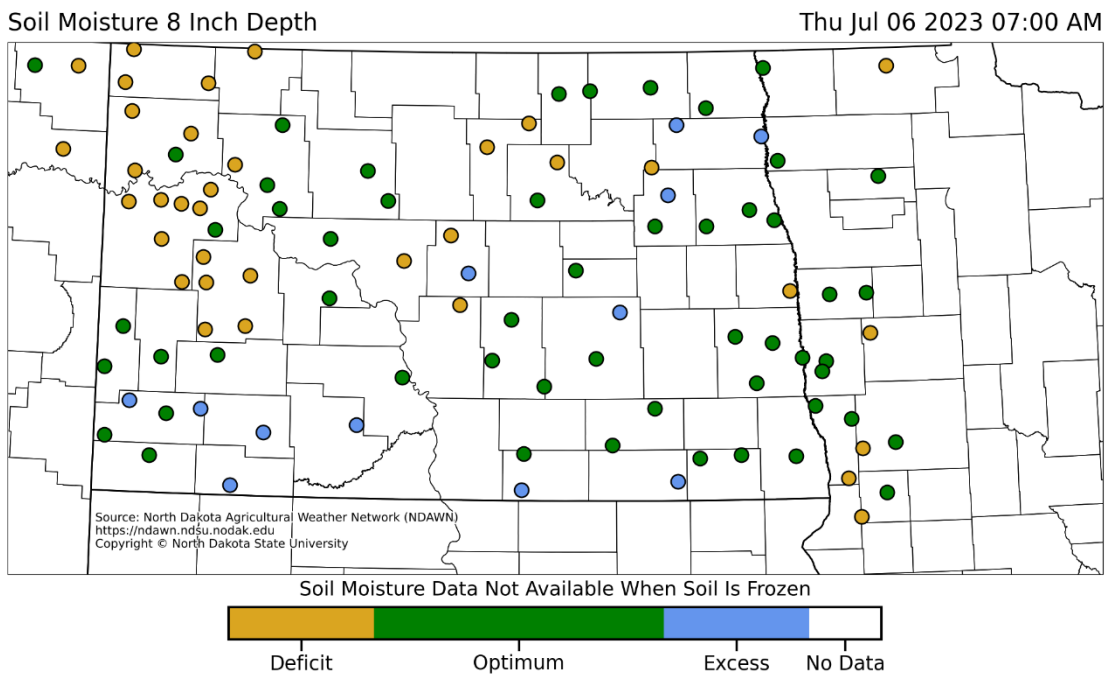 Soil Moisture 8 Inch Depth
Thu Jul 06 2023 07:00 AM
Source: North Dakota Agricultural Weather Network (NDAWN)
https://ndawn.ndsu.nodak.edu
Copyright © North Dakota State University
Soil Moisture Data Not Available When Soil Is Frozen
Deficit Optimum Excess No Data